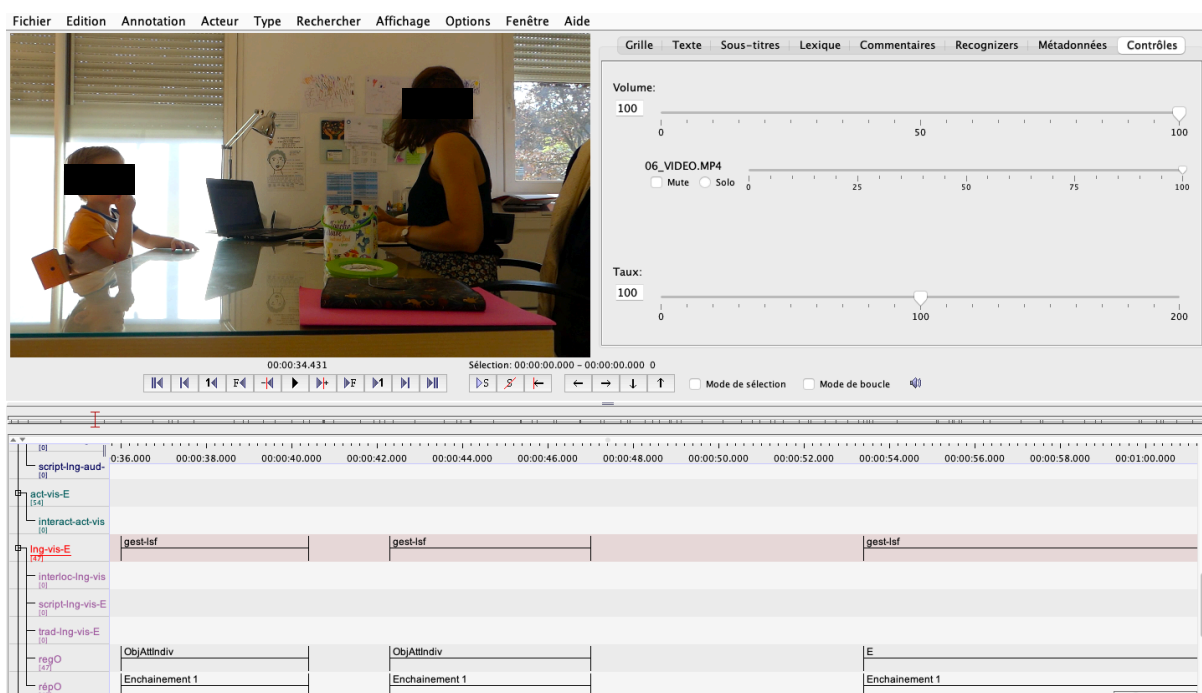 Fichier Edition Annotation Acteur Type Rechercher Affichage Options Fenêtre Aide
Grille Texte Sous-titres Lexique Commentaires Recognizers Métadonnées Contrôles
Volume:
100
0 50 100
06_VIDEO.MP4
Mute Solo
0 25 50 75 100
Taux:
100
0 100 200
00:00:34.431 Sélection: 00:00:00.000 - 00:00:00.000 0
Mode de sélection Mode de boucle
[0]
0:36.000 00:00:38.000 00:00:40.000 00:00:42.000 00:00:44.000 00:00:46.000 00:00:48.000 00:00:50.000 00:00:52.000 00:00:54.000 00:00:56.000 00:00:58.000 00:01:00.000
script-lng-aud-
[0]
act-vis-E
[54]
interact-act-vis
[0]
lng-vis-E gest-lsf gest-lsf gest-lsf
[47]
interloc-lng-vis
[0]
script-lng-vis-E
[0]
trad-lng-vis-E
[0]
regO ObjAttIndiv ObjAttIndiv E
[47]
répO Enchainement 1 Enchainement 1 Enchainement 1